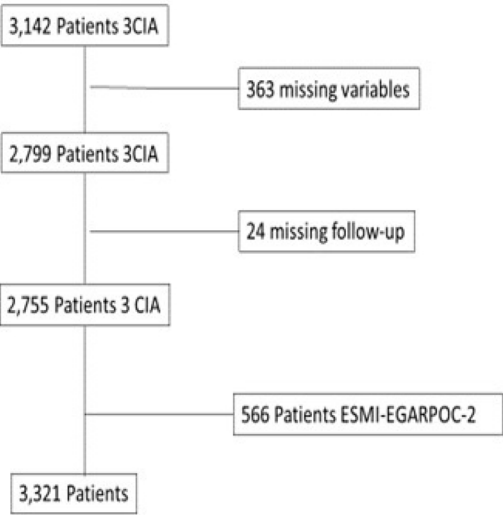 3,142 Patients 3CIA
363 missing variables
2,799 Patients 3CIA
24 missing follow-up
2,755 Patients 3 CIA
566 Patients ESMI-EGARPOC-2
3,321 Patients